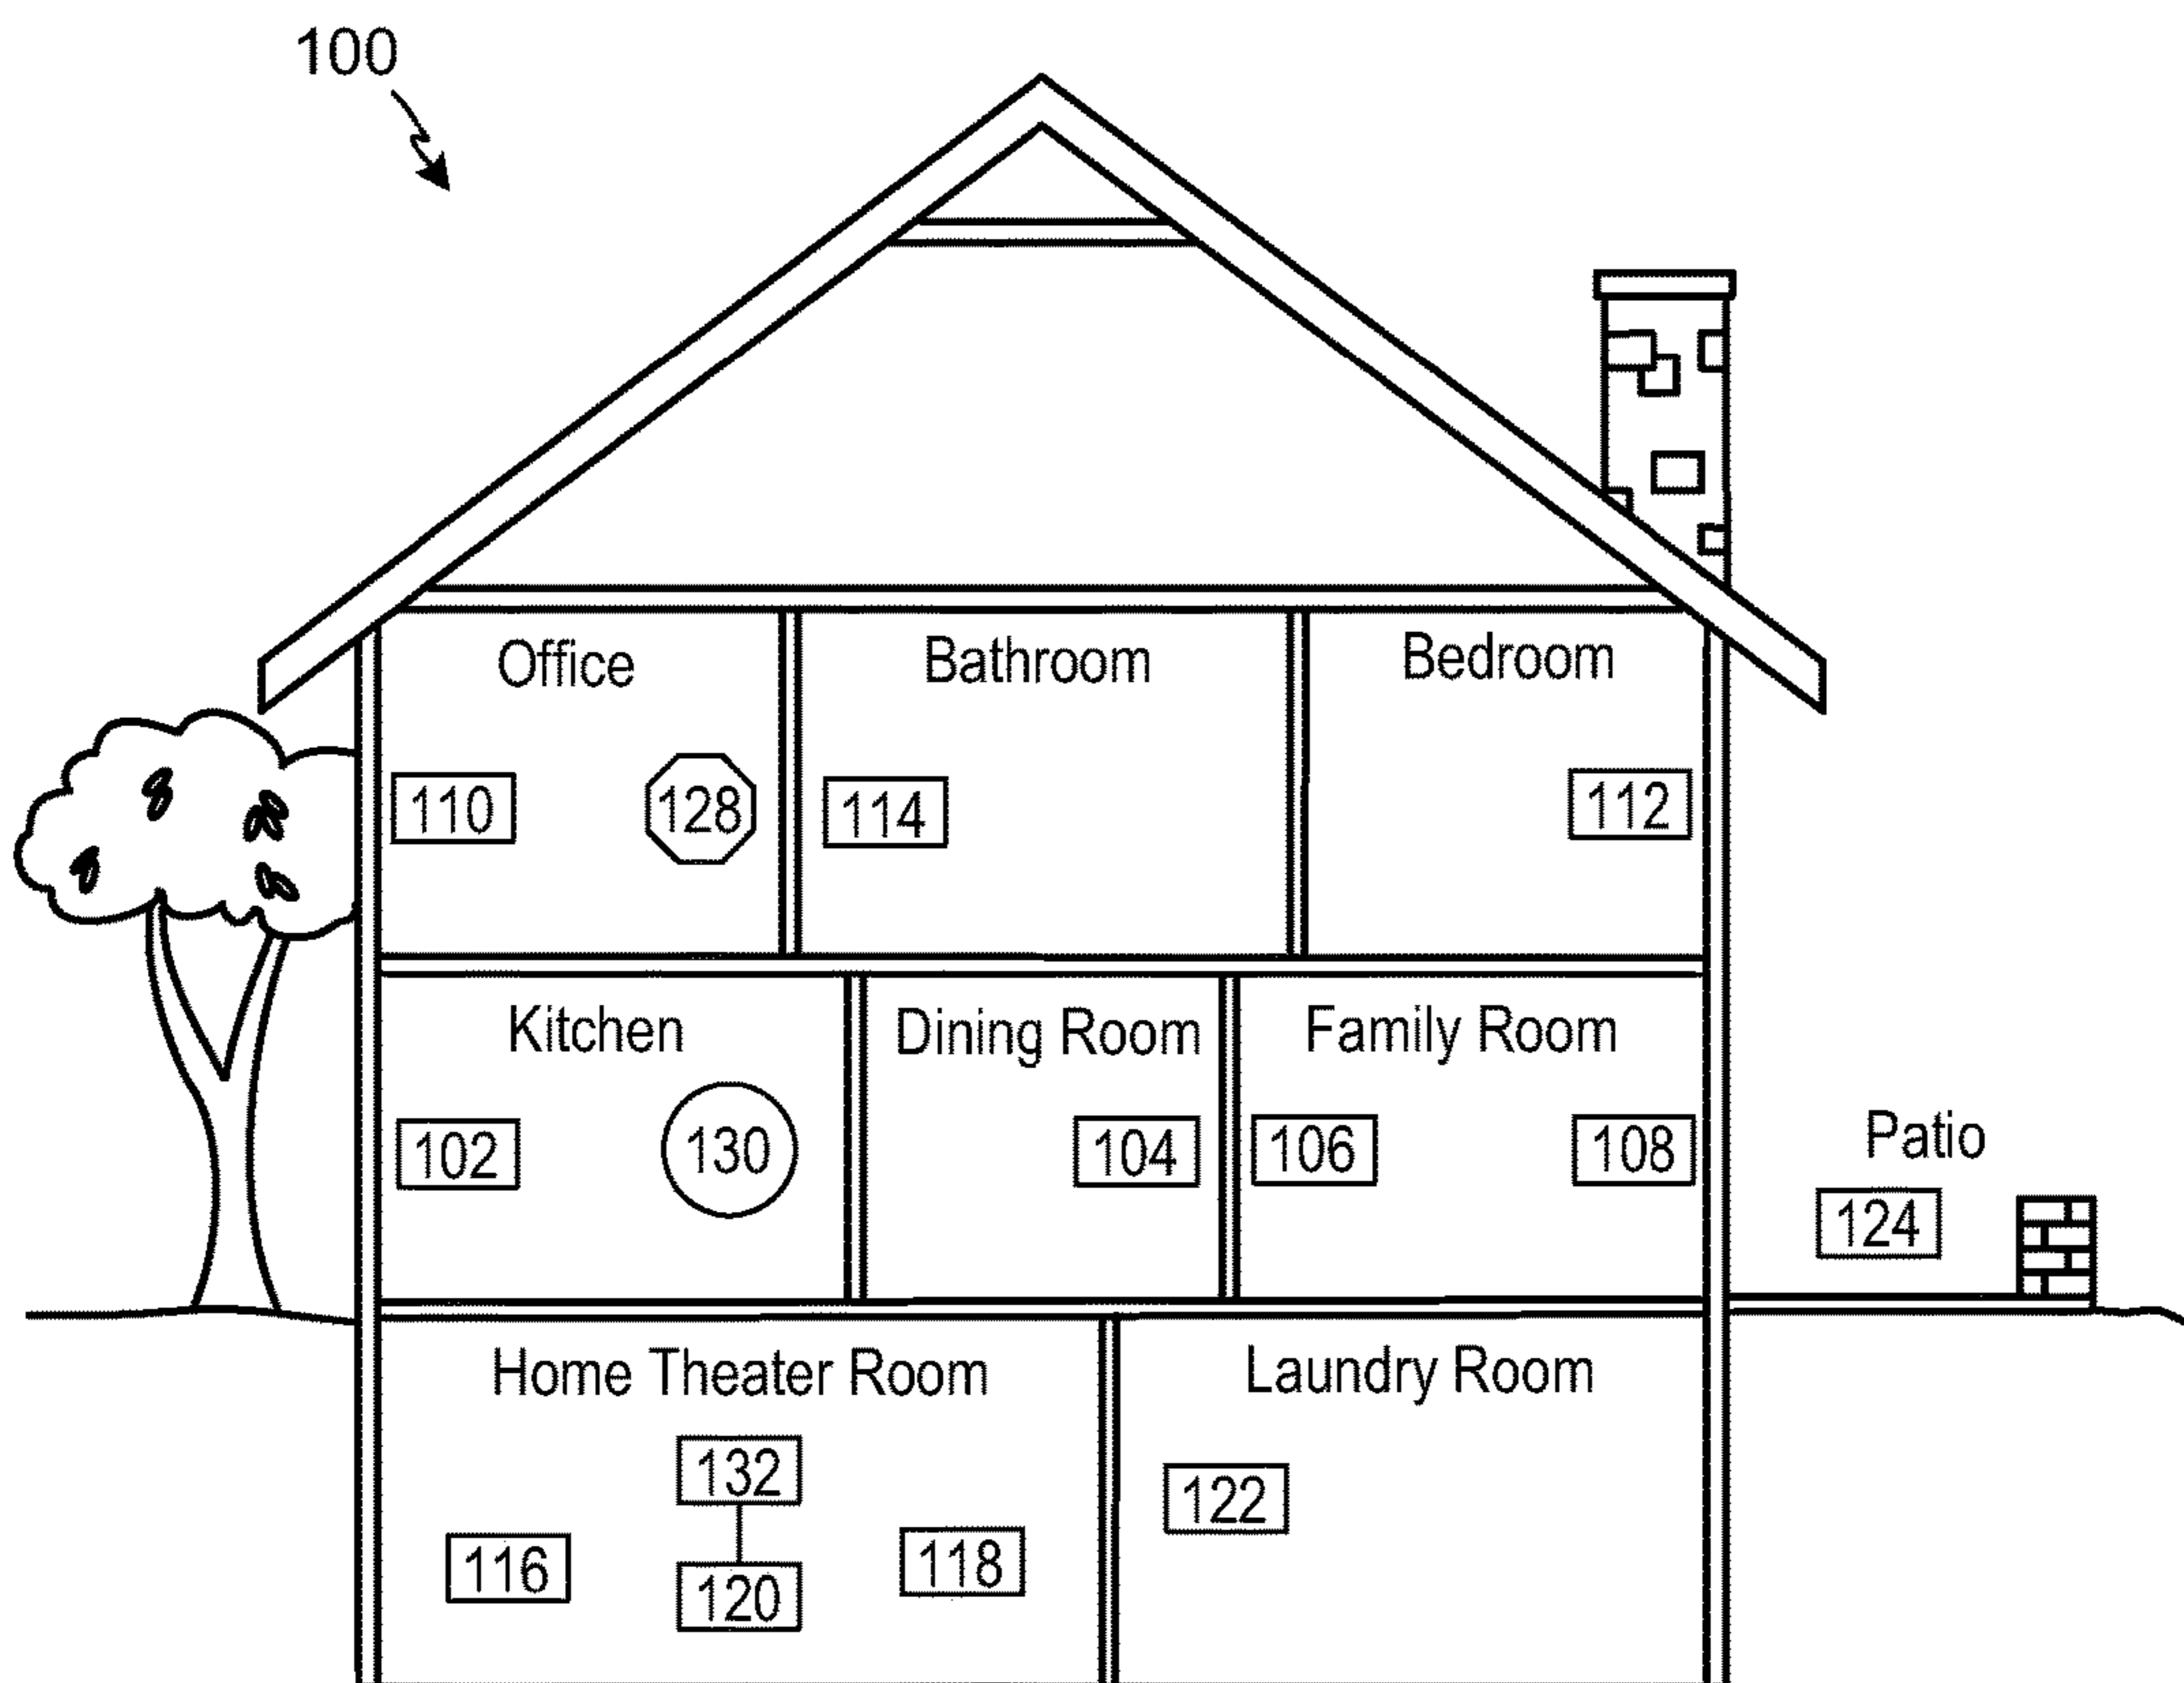 100
Office
Bathroom
Bedroom
110
128
114
112
Kitchen
Dining Room
Family Room
102
130
104
106
108
Patio
124
Home Theater Room
Laundry Room
132
122
116
120
118